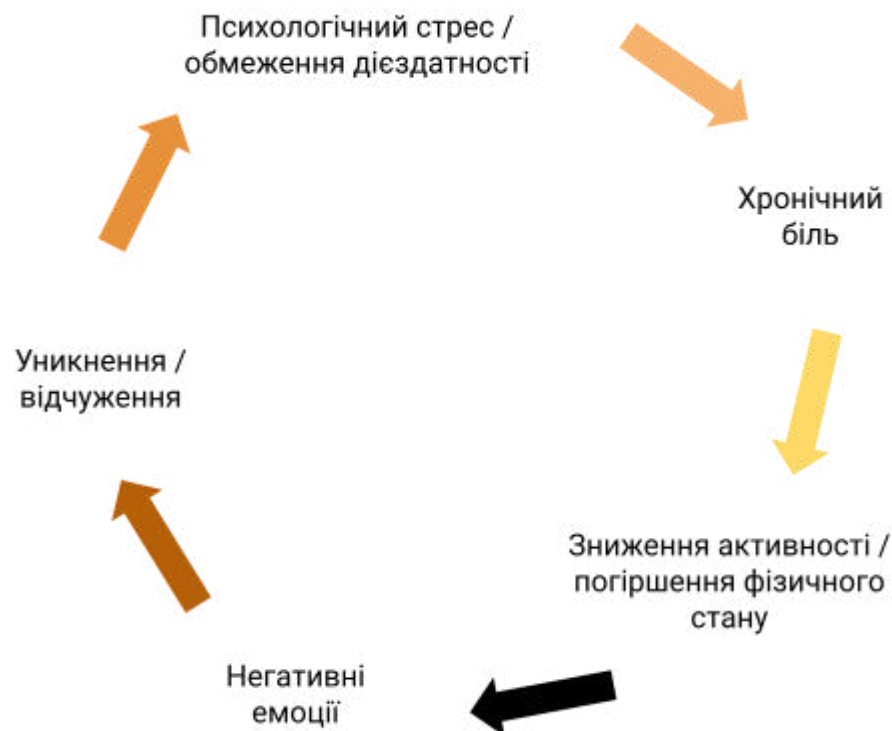 Психологічний стрес /
обмеження дієздатності
Хронічний
біль
Зниження активності /
погіршення фізичного
стану
Негативні
емоції
Уникнення /
відчуження